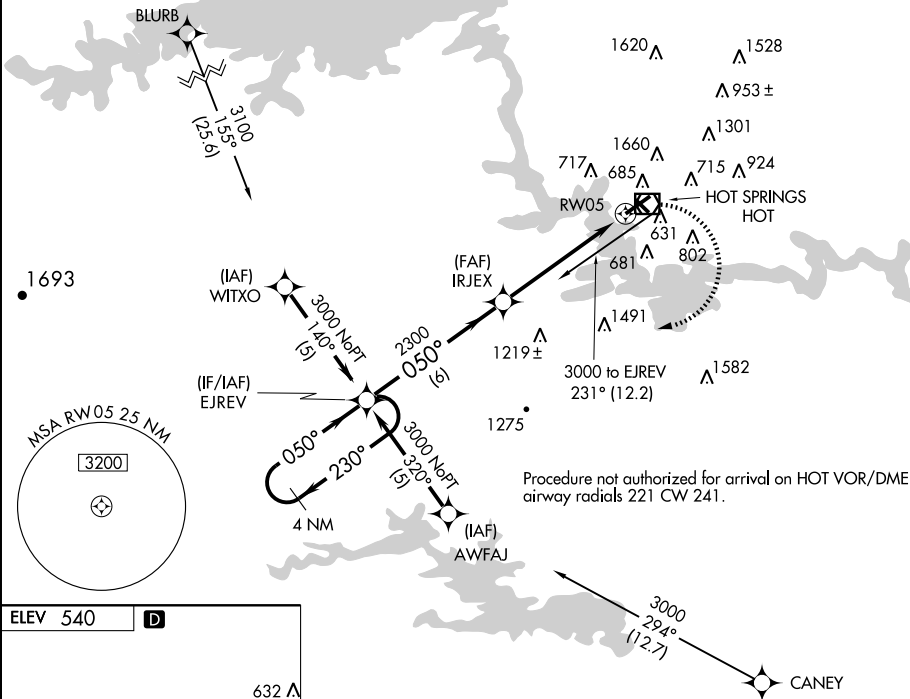 BLURB
3100
155°
(25.6)
1620
1528
953 ±
1301
1660
717
685
715
924
RW05
HOT SPRINGS
HOT
631
681
802
1693
(IAF)
WITXO
3000 NoPT
140°
(5)
(FAF)
IRJEX
2300
050°
(6)
1491
1219 ±
3000 to EJREV
231° (12.2)
1582
(IF/IAF)
EJREV
1275
MSA RW05 25 NM
3200
050°
230°
4 NM
3000 NoPT
320°
(5)
(IAF)
AWFAJ
Procedure not authorized for arrival on HOT VOR/DME
airway radials 221 CW 241.
3000
294°
(12.7)
CANEY
ELEV 540
D
632